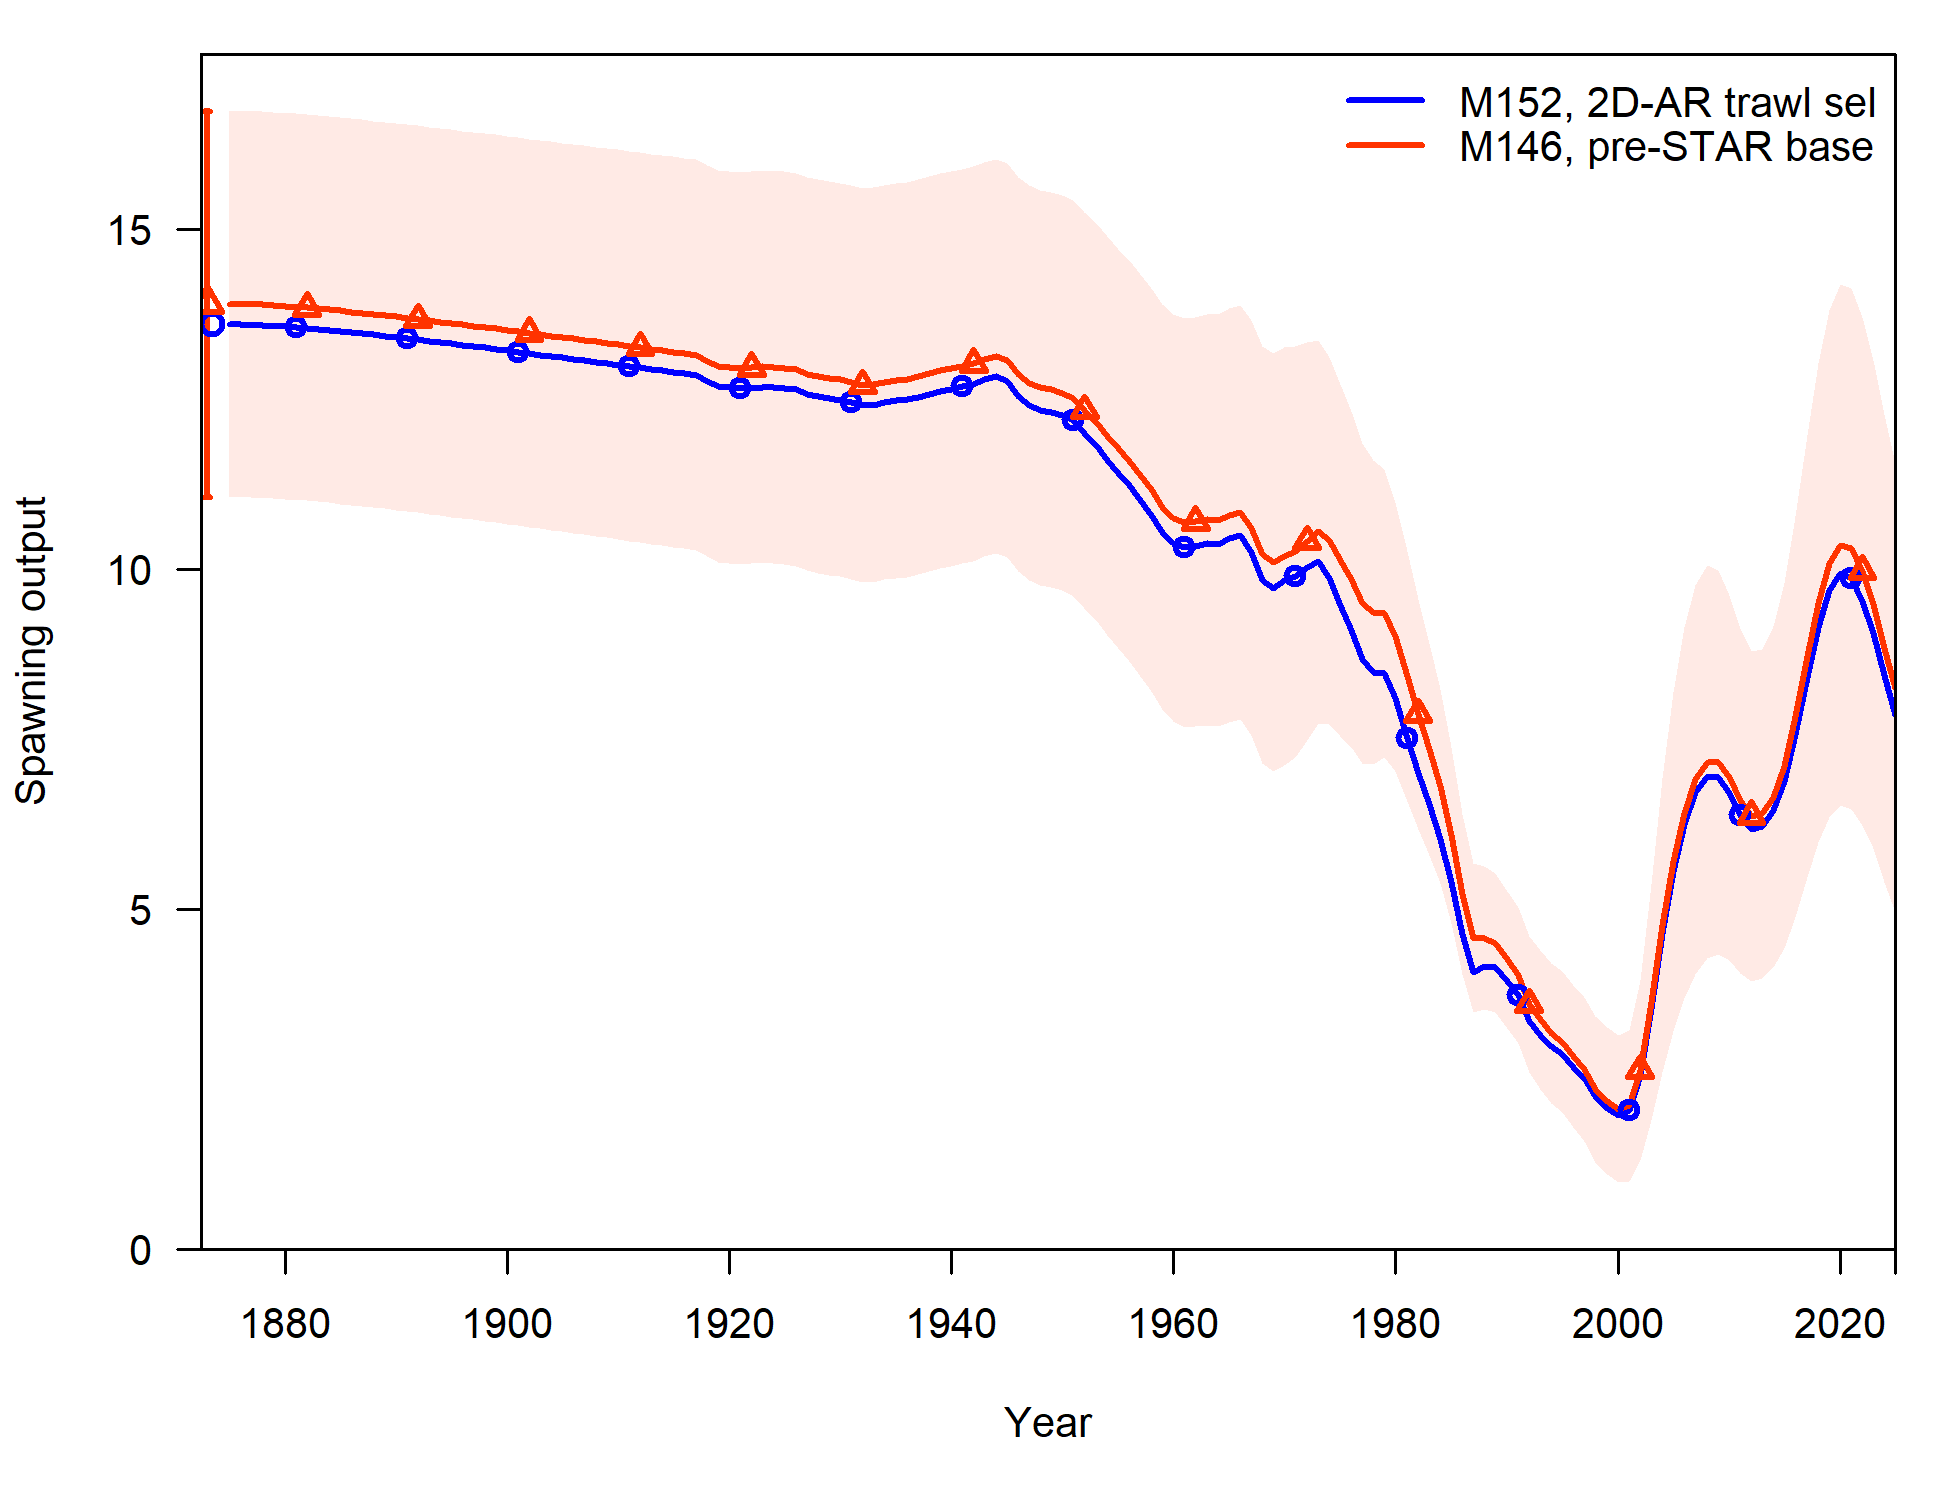 M152, 2D-AR trawl sel
M146, pre-STAR base
Spawning output
15
10
5
0
1880 1900 1920 1940 1960 1980 2000 2020
Year